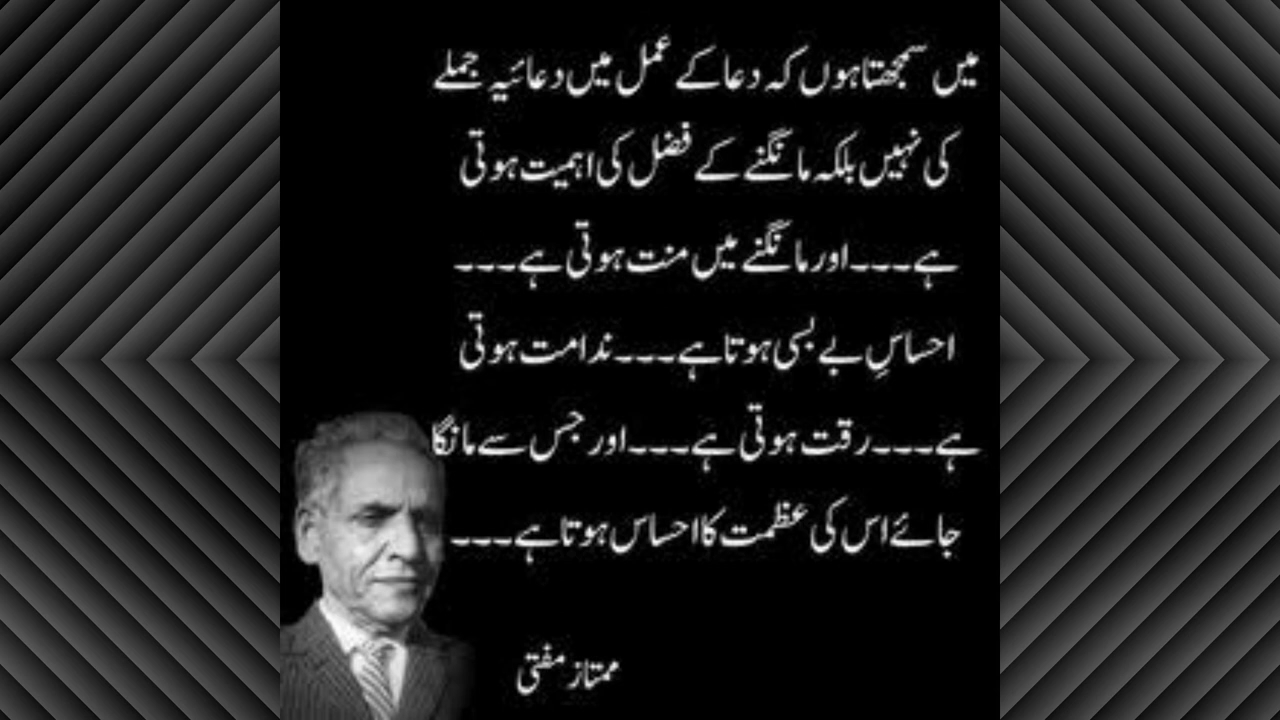 میں سمجھتا ہوں کہ دعا کے عمل میں دعائیہ جملے
کی نہیں بلکہ مانگنے کے فضل کی اہمیت ہوتی
ہے۔۔۔اور مانگنے میں منت ہوتی ہے۔۔۔
احساسِ بے بسی ہوتا ہے۔۔۔ندامت ہوتی
ہے۔۔۔رقت ہوتی ہے۔۔۔اور جس سے مانگا
جائے اس کی عظمت کا احساس ہوتا ہے۔۔۔
ممتاز مفتی